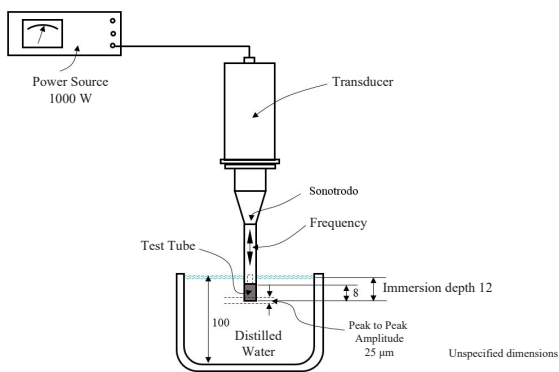 Power Source
1000 W
Transducer
Sonotrodo
Frequency
Test Tube
8
Immersion depth 12
100
Distilled
Water
Peak to Peak
Amplitude
25 μm
Unspecified dimensions